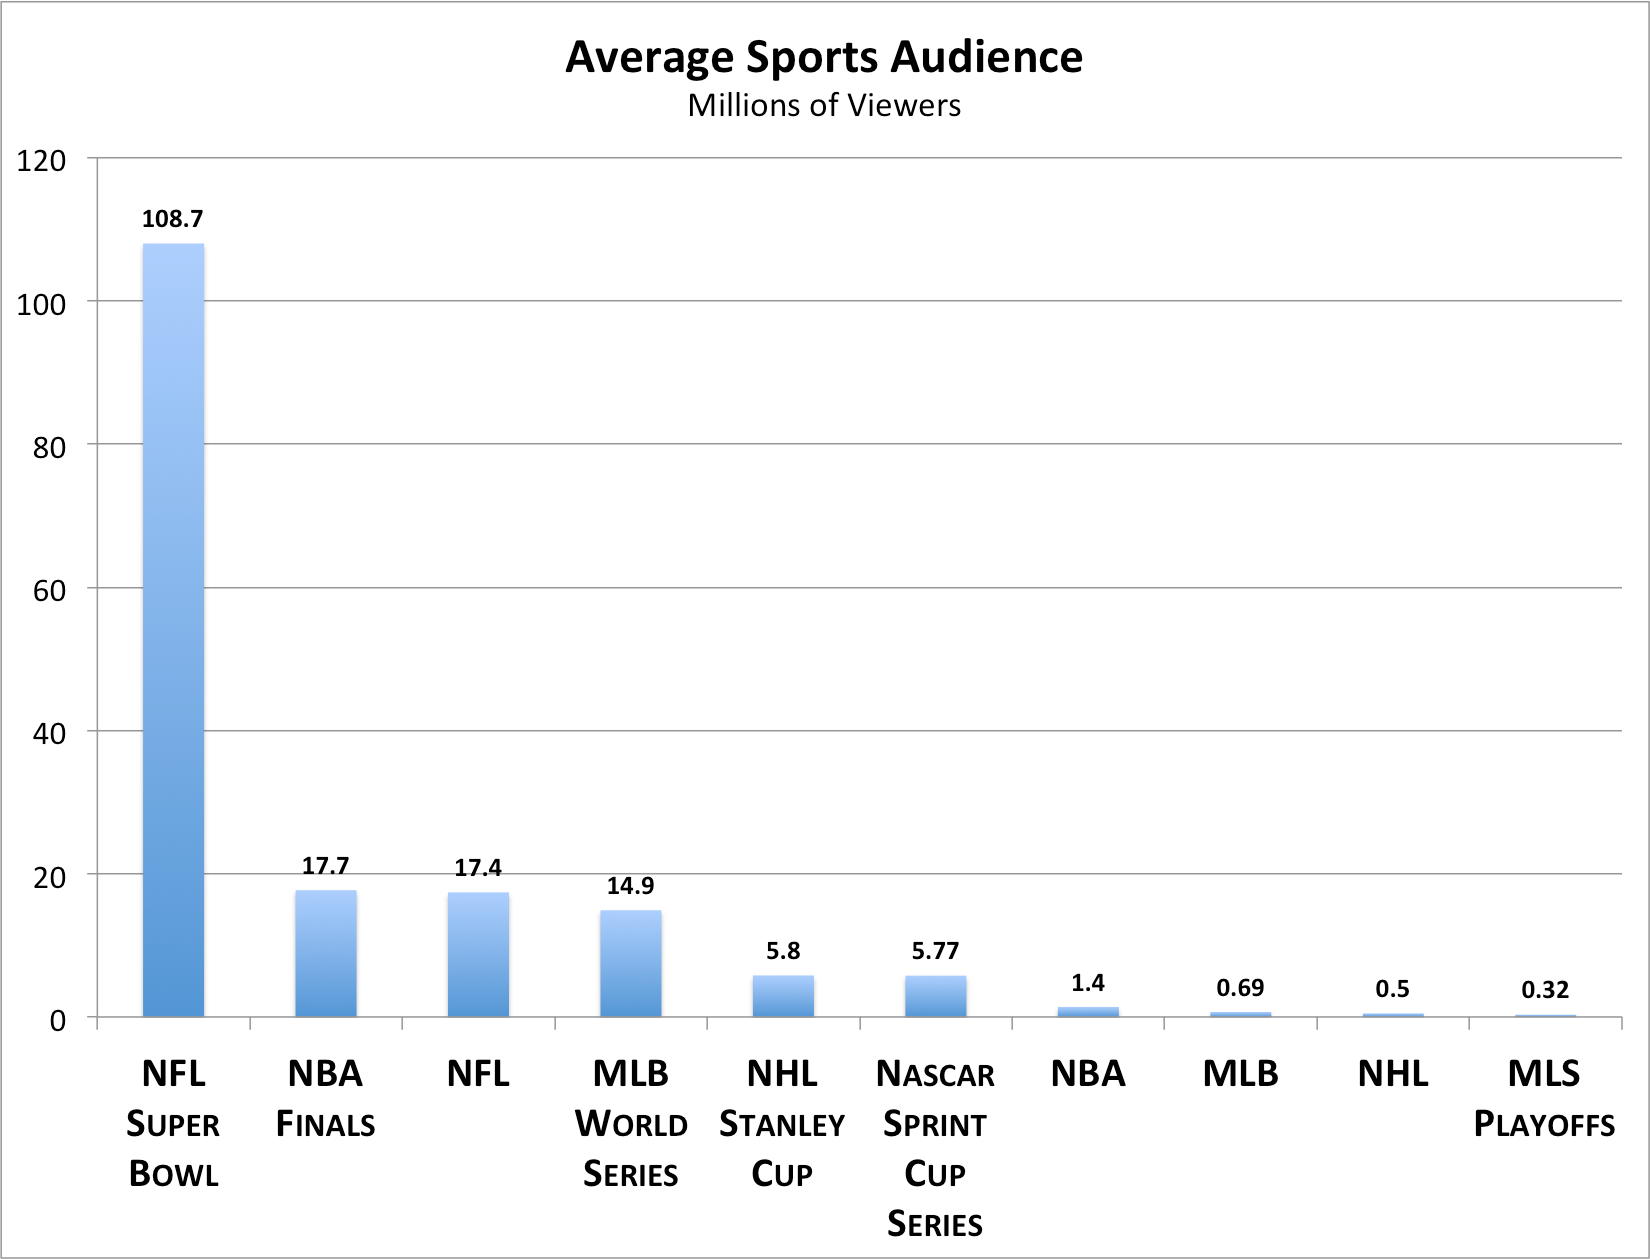 Average Sports Audience
Millions of Viewers
120
100
80
60
40
20
0
108.7
17.7
17.4
14.9
5.8
5.77
1.4
0.69
0.5
0.32
NFL
SUPER
BOWL
NBA
FINALS
NFL
MLB
WORLD
SERIES
NHL
STANLEY
CUP
NASCAR
SPRINT
CUP
SERIES
NBA
MLB
NHL
MLS
PLAYOFFS